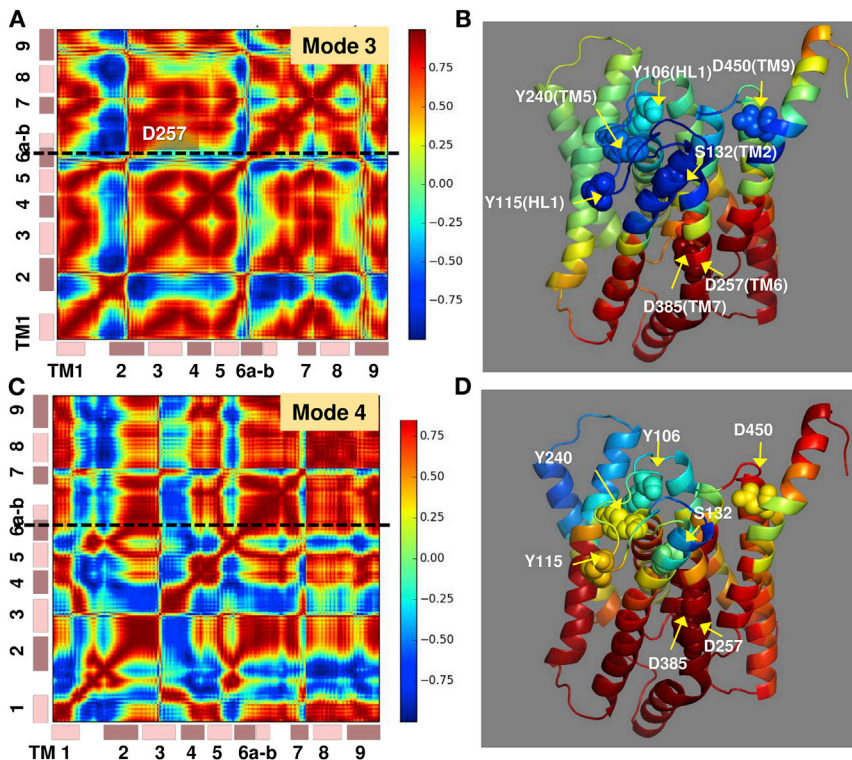 A
Mode 3
9
8
7
6a-b
5
4
3
2
TM1
D257
TM1 2 3 4 5 6a-b 7 8 9
0.75
0.50
0.25
0.00
−0.25
−0.50
−0.75
B
Y106(HL1)
D450(TM9)
Y240(TM5)
S132(TM2)
Y115(HL1)
D257(TM6)
D385(TM7)
C
Mode 4
9
8
7
6a-b
5
4
3
2
1
TM 1 2 3 4 5 6a-b 7 8 9
0.75
0.50
0.25
0.00
−0.25
−0.50
−0.75
D
Y106
D450
Y240
S132
Y115
D385
D257